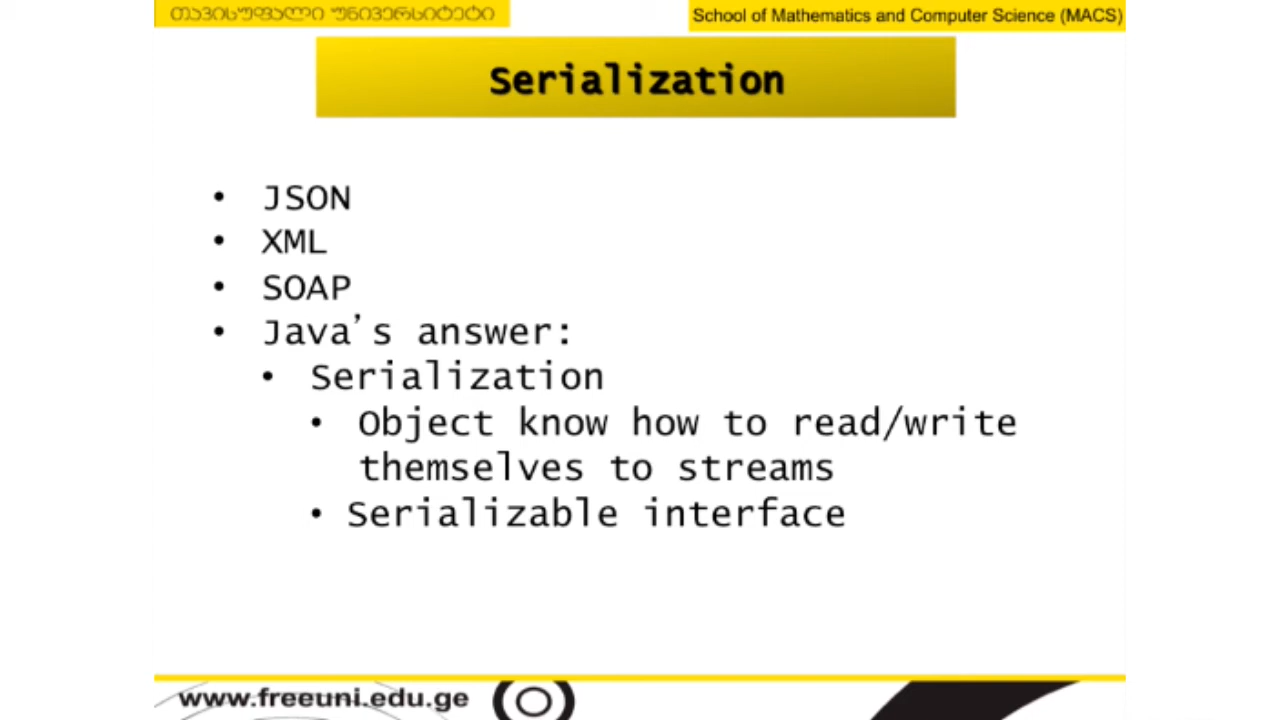 თავისუფალი უნივერსიტეტი
School of Mathematics and Computer Science (MACS)
Serialization
• JSON
• XML
• SOAP
• Java’s answer:
• Serialization
• Object know how to read/write
themselves to streams
• Serializable interface
www.freeuni.edu.ge